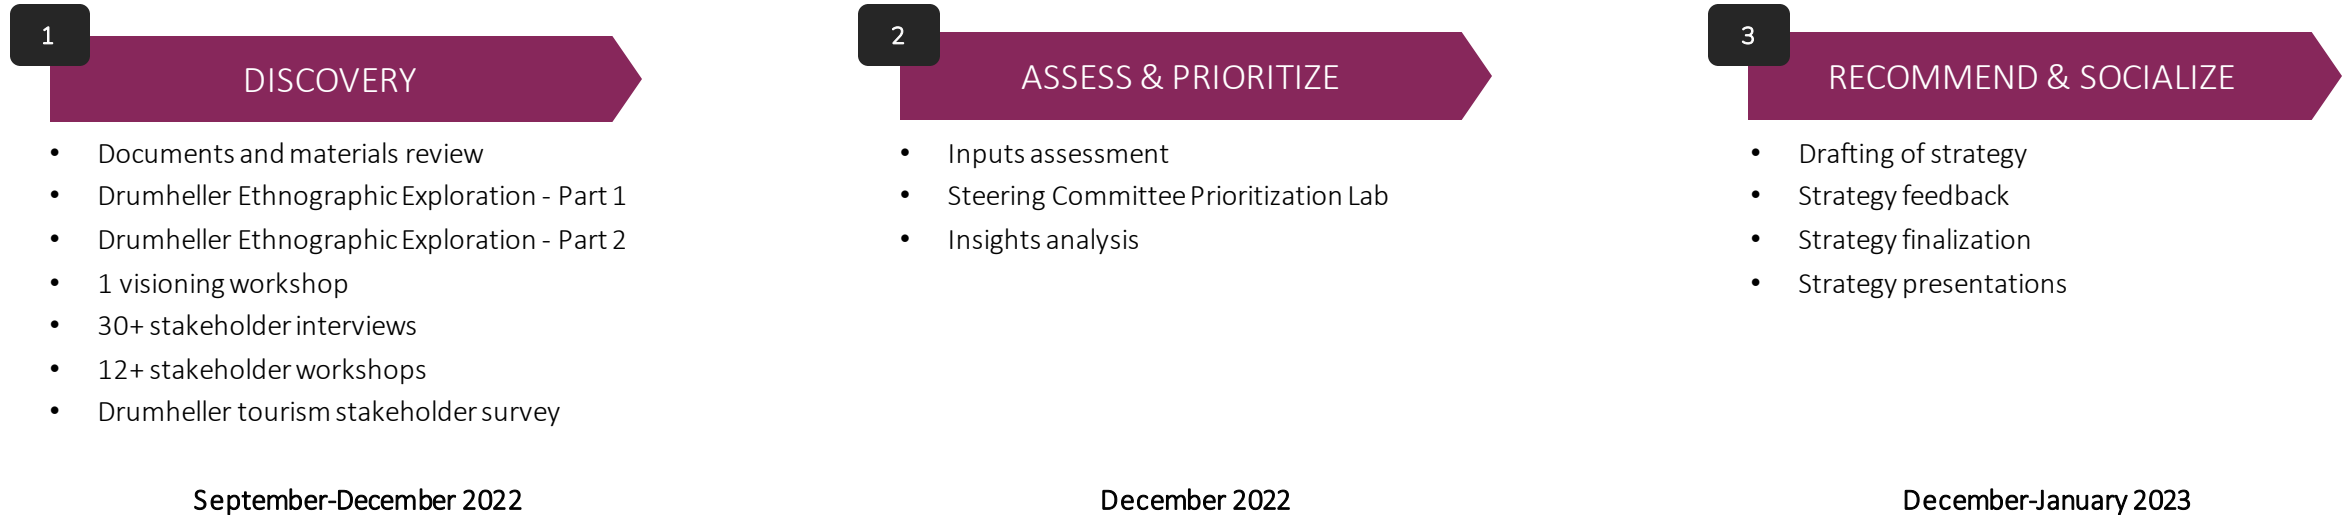 1
DISCOVERY
• Documents and materials review
• Drumheller Ethnographic Exploration - Part 1
• Drumheller Ethnographic Exploration - Part 2
• 1 visioning workshop
• 30+ stakeholder interviews
• 12+ stakeholder workshops
• Drumheller tourism stakeholder survey
September-December 2022
2
ASSESS & PRIORITIZE
• Inputs assessment
• Steering Committee Prioritization Lab
• Insights analysis
December 2022
3
RECOMMEND & SOCIALIZE
• Drafting of strategy
• Strategy feedback
• Strategy finalization
• Strategy presentations
December-January 2023